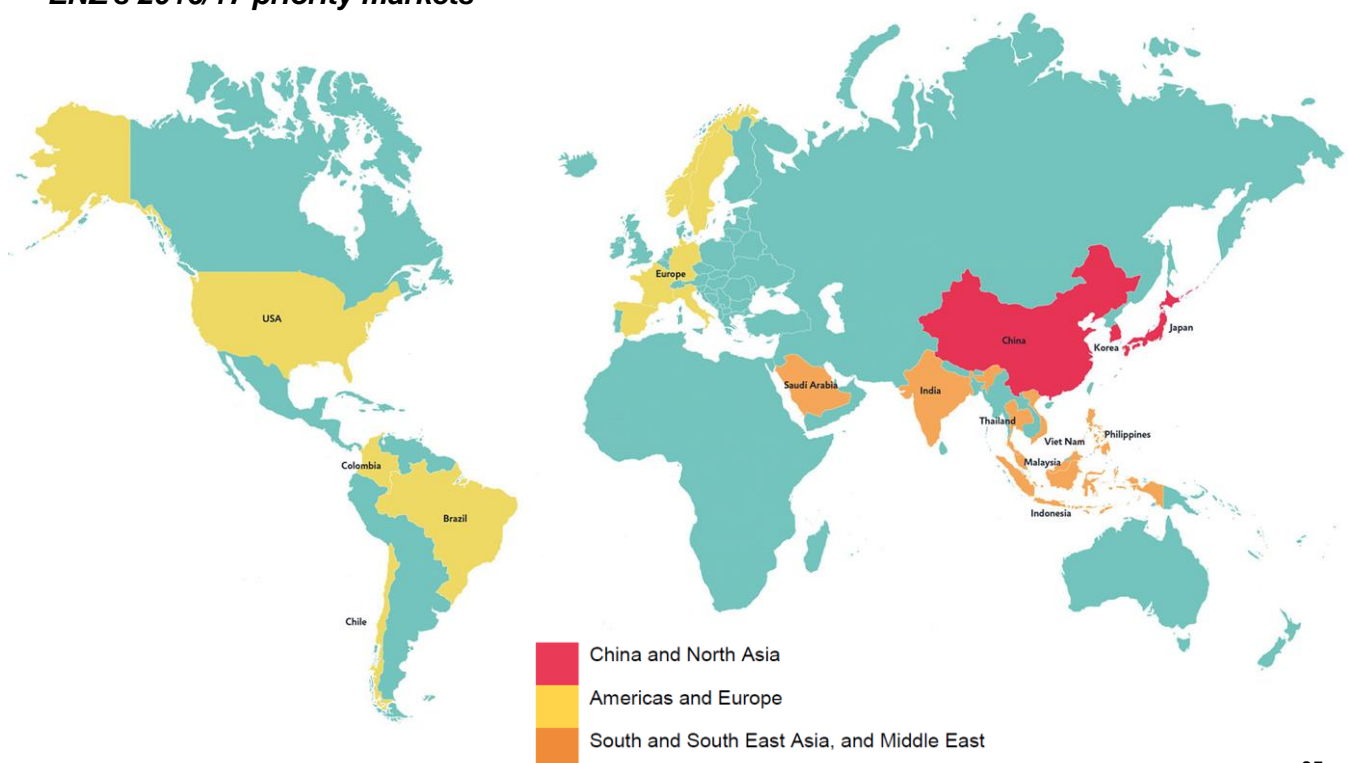 USA
Colombia
Brazil
Chile
Europe
Saudi Arabia
India
China
Korea
Japan
Thailand
Viet Nam
Philippines
Malaysia
Indonesia
China and North Asia
Americas and Europe
South and South East Asia, and Middle East